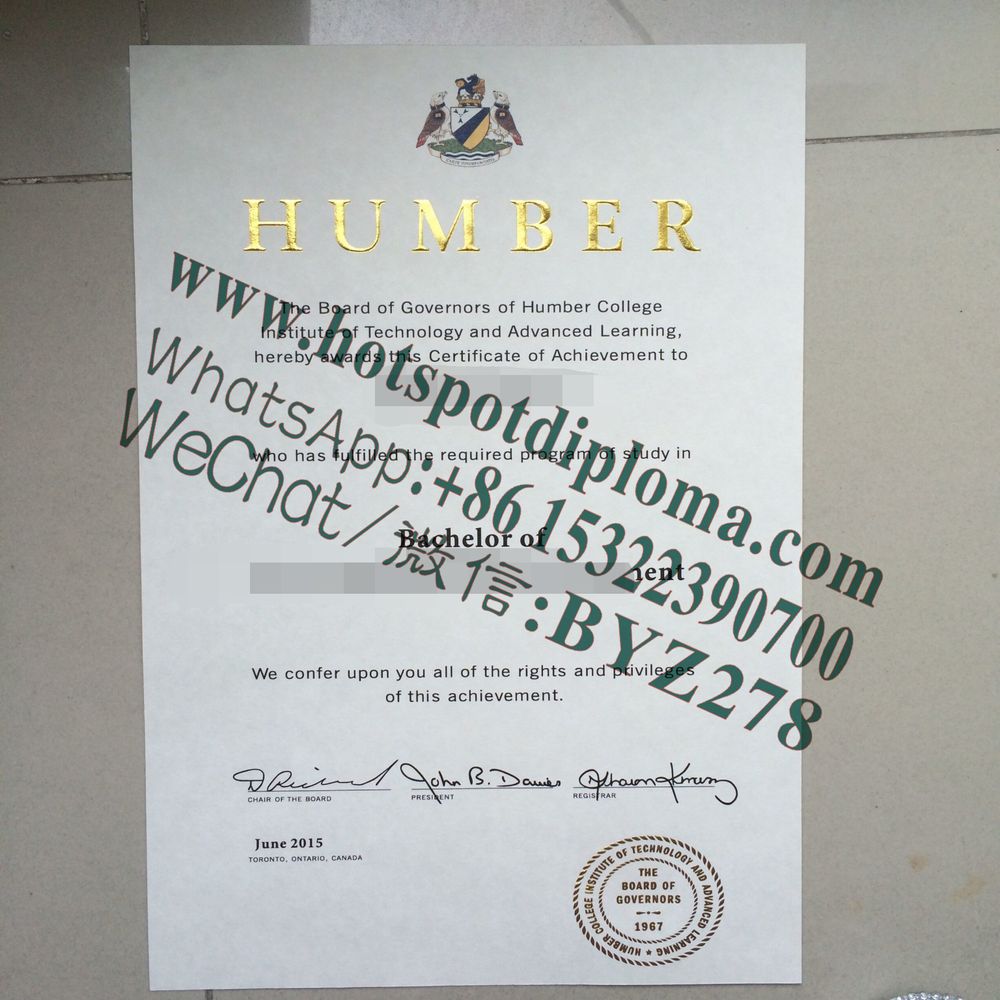 HUMBER
The Board of Governors of Humber College
Institute of Technology and Advanced Learning,
hereby awards this Certificate of Achievement to
www.hotspotdiploma.com
WhatsApp:+86 15322390700
WeChat/微信:BYZ278
who has fulfilled the required program of study in
Bachelor of
ment
We confer upon you all of the rights and privileges
of this achievement.
John B. Davies
CHAIR OF THE BOARD
PRESIDENT
REGISTRAR
June 2015
TORONTO, ONTARIO, CANADA
HUMBER COLLEGE INSTITUTE OF TECHNOLOGY AND ADVANCED LEARNING
THE
BOARD OF
GOVERNORS
1967